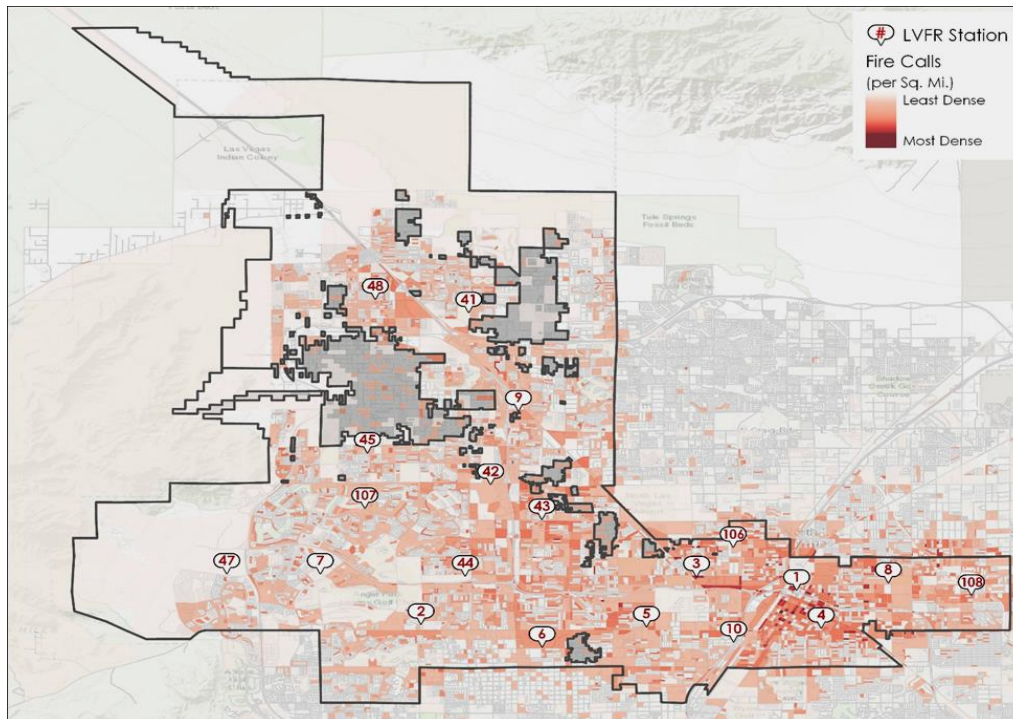 # LVFR Station
Fire Calls
(per Sq. Mi.)
Least Dense
Most Dense
Las Vegas
Indian Colony
Tule Springs
Fossil Beds
48
41
9
45
42
107
43
106
47
7
44
3
1
8
108
2
5
4
6
10